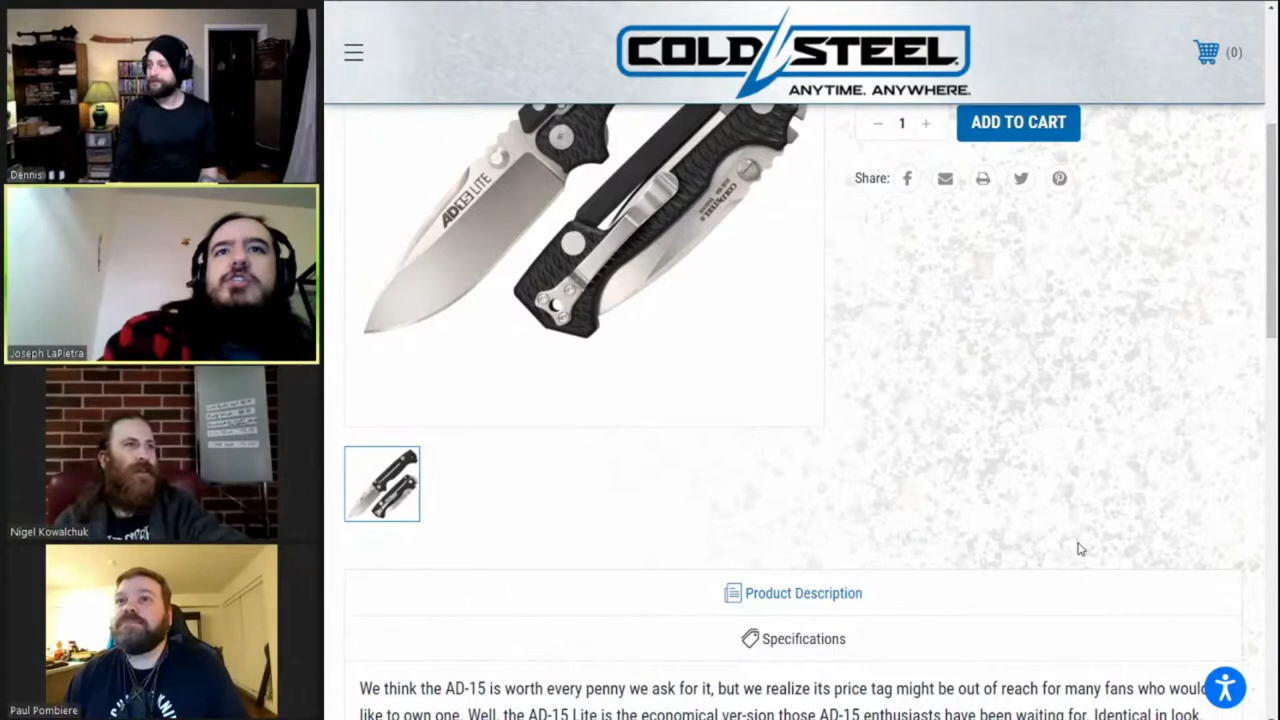 Dennis
Joseph LaPietra
Nigel Kowalchuk
Paul Pombiere
COLD STEEL
ANYTIME. ANYWHERE.
(0)
− 1 +
ADD TO CART
Share:
AD-15 LITE
COLD STEEL
Product Description
Specifications
We think the AD-15 is worth every penny we ask for it, but we realize its price tag might be out of reach for many fans who would
like to own one. Well, the AD-15 Lite is the economical ver-sion those AD-15 enthusiasts have been waiting for. Identical in look,